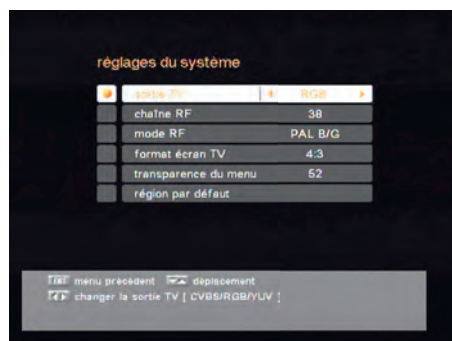 réglages du système
sortie TV RGB
chaîne RF 38
mode RF PAL B/G
format écran TV 4:3
transparence du menu 52
région par défaut
EXIT menu précédent déplacement
changer la sortie TV [ CVBS/RGB/YUV ]